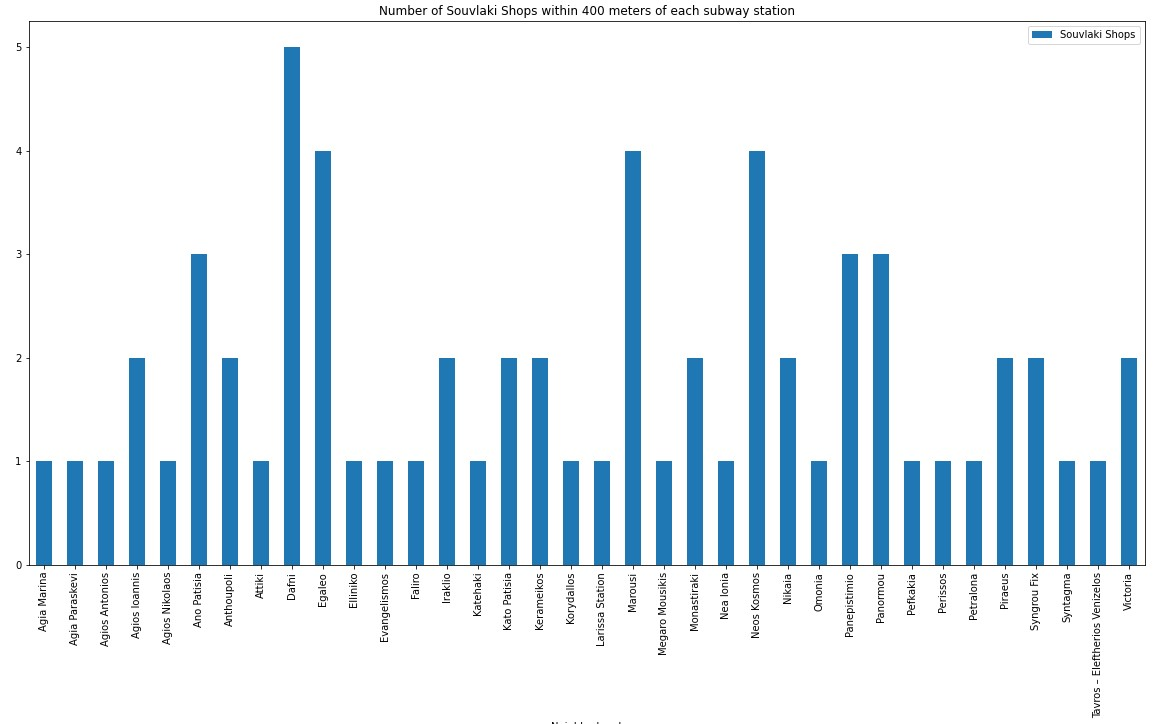 Number of Souvlaki Shops within 400 meters of each subway station
Souvlaki Shops
5
4
3
2
1
0
Agia Marina
Agia Paraskevi
Agios Antonios
Agios Ioannis
Agios Nikolaos
Ano Patisia
Anthoupoli
Attiki
Dafni
Egaleo
Elliniko
Evangelismos
Faliro
Iraklio
Katehaki
Kato Patisia
Kerameikos
Korydallos
Larissa Station
Marousi
Megaro Mousikis
Monastiraki
Nea Ionia
Neos Kosmos
Nikaia
Omonia
Panepistimio
Panormou
Pefkakia
Perissos
Petralona
Piraeus
Syngrou Fix
Syntagma
Tavros – Eleftherios Venizelos
Victoria